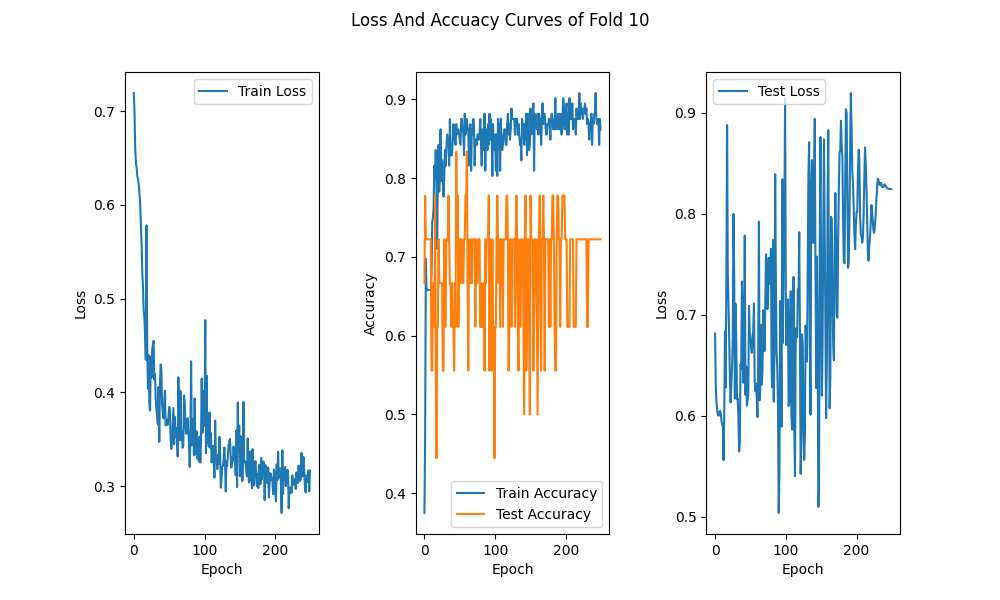 Loss And Accuacy Curves of Fold 10
Loss
0.7
0.6
0.5
0.4
0.3
Train Loss
0 100 200
Epoch
Accuracy
0.9
0.8
0.7
0.6
0.5
0.4
Train Accuracy
Test Accuracy
0 100 200
Epoch
Loss
0.9
0.8
0.7
0.6
0.5
Test Loss
0 100 200
Epoch